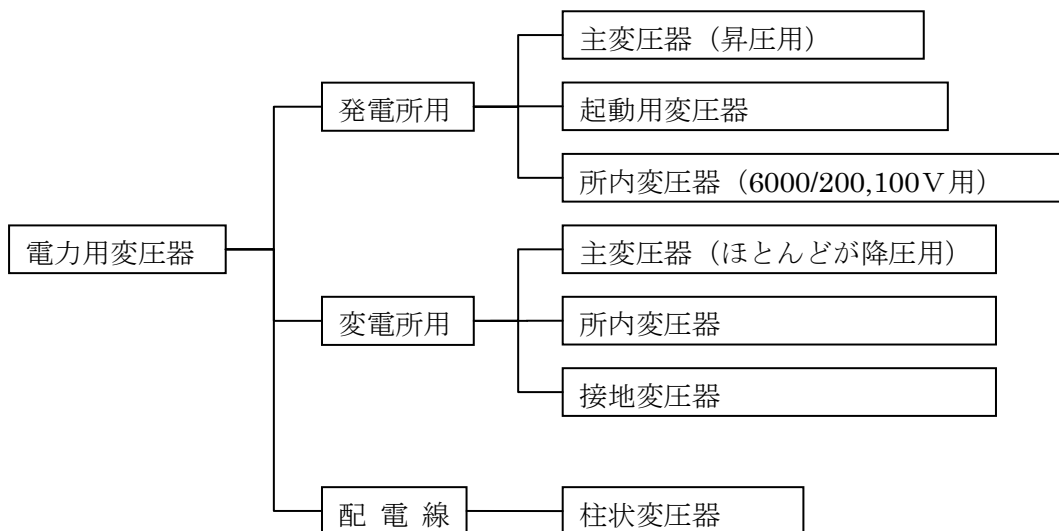 主変圧器（昇圧用）
発電所用
起動用変圧器
所内変圧器（6000/200,100Ｖ用）
電力用変圧器
主変圧器（ほとんどが降圧用）
変電所用
所内変圧器
接地変圧器
配 電 線
柱状変圧器